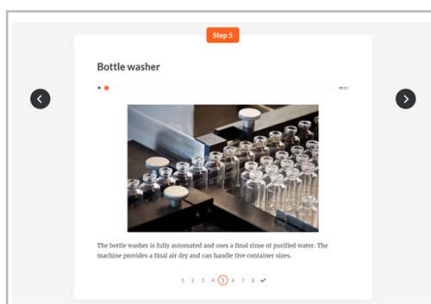 Step 5
Bottle washer
The bottle washer is fully automated and uses a final rinse of purified water. The
machine provides a final air dry and can handle five container sizes.
1 2 3 4 5 6 7 8 ✓